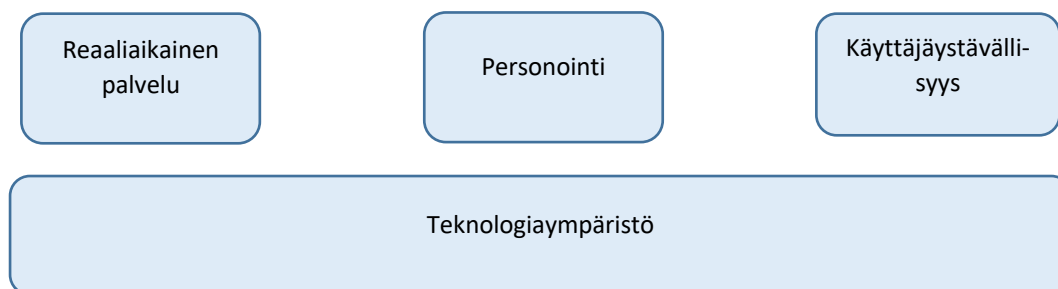 Reaaliaikainen
palvelu
Personointi
Käyttäjäystävälli-
syys
Teknologiaympäristö